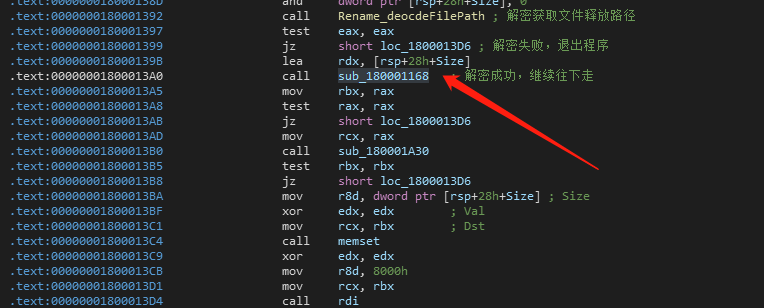 .text:000000018000138D and dword ptr [rsp+28h+Size], 0
.text:0000000180001392 call Rename_deocdeFilePath ; 解密获取文件释放路径
.text:0000000180001397 test eax, eax
.text:0000000180001399 jz short loc_1800013D6 ; 解密失败，退出程序
.text:000000018000139B lea rdx, [rsp+28h+Size]
.text:00000001800013A0 call sub_180001168 解密成功，继续往下走
.text:00000001800013A5 mov rbx, rax
.text:00000001800013A8 test rax, rax
.text:00000001800013AB jz short loc_1800013D6
.text:00000001800013AD mov rcx, rax
.text:00000001800013B0 call sub_180001A30
.text:00000001800013B5 test rbx, rbx
.text:00000001800013B8 jz short loc_1800013D6
.text:00000001800013BA mov r8d, dword ptr [rsp+28h+Size] ; Size
.text:00000001800013BF xor edx, edx ; Val
.text:00000001800013C1 mov rcx, rbx ; Dst
.text:00000001800013C4 call memset
.text:00000001800013C9 xor edx, edx
.text:00000001800013CB mov r8d, 8000h
.text:00000001800013D1 mov rcx, rbx
.text:00000001800013D4 call rdi